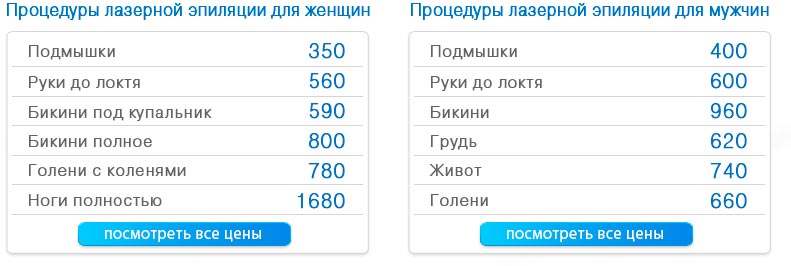 Процедуры лазерной эпиляции для женщин
Подмышки 350
Руки до локтя 560
Бикини под купальник 590
Бикини полное 800
Голени с коленями 780
Ноги полностью 1680
посмотреть все цены
Процедуры лазерной эпиляции для мужчин
Подмышки 400
Руки до локтя 600
Бикини 960
Грудь 620
Живот 740
Голени 660
посмотреть все цены